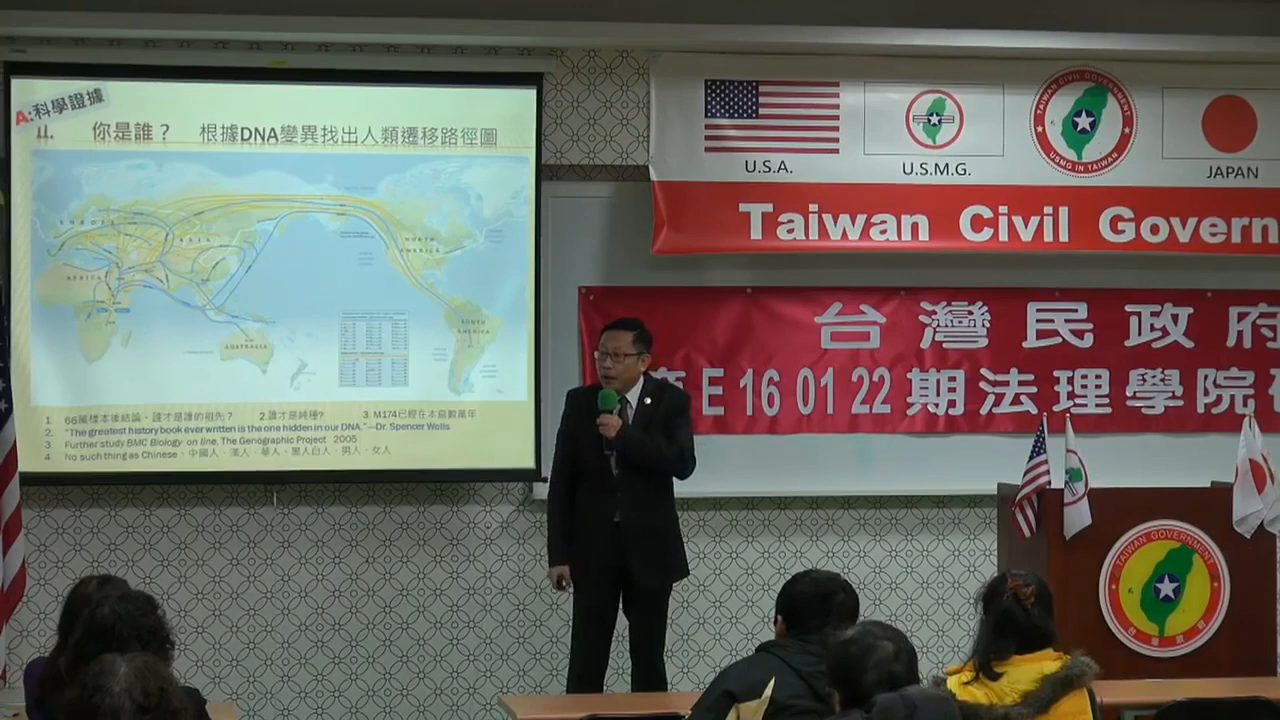 A:科學證據
II. 你是誰？ 根據DNA變異找出人類遷移路徑圖
EUROPE
ASIA
AFRICA
NORTH AMERICA
SOUTH AMERICA
AUSTRALIA
1. 66萬樣本後結論，誰才是誰的祖先？ 2.誰才是純種? 3. M174已經在本島數萬年
2. "The greatest history book ever written is the one hidden in our DNA."—Dr. Spencer Wells
3. Further study BMC Biology on line, The Genographic Project 2005
4. No such thing as Chinese、中國人、漢人、華人、黑人白人、男人、女人
U.S.A.
U.S.M.G.
TAIWAN CIVIL GOVERNMENT
USMG IN TAIWAN
JAPAN
Taiwan Civil Govern
台灣民政府
E 16 01 22 期法理學院
TAIWAN GOVERNMENT
台灣政府